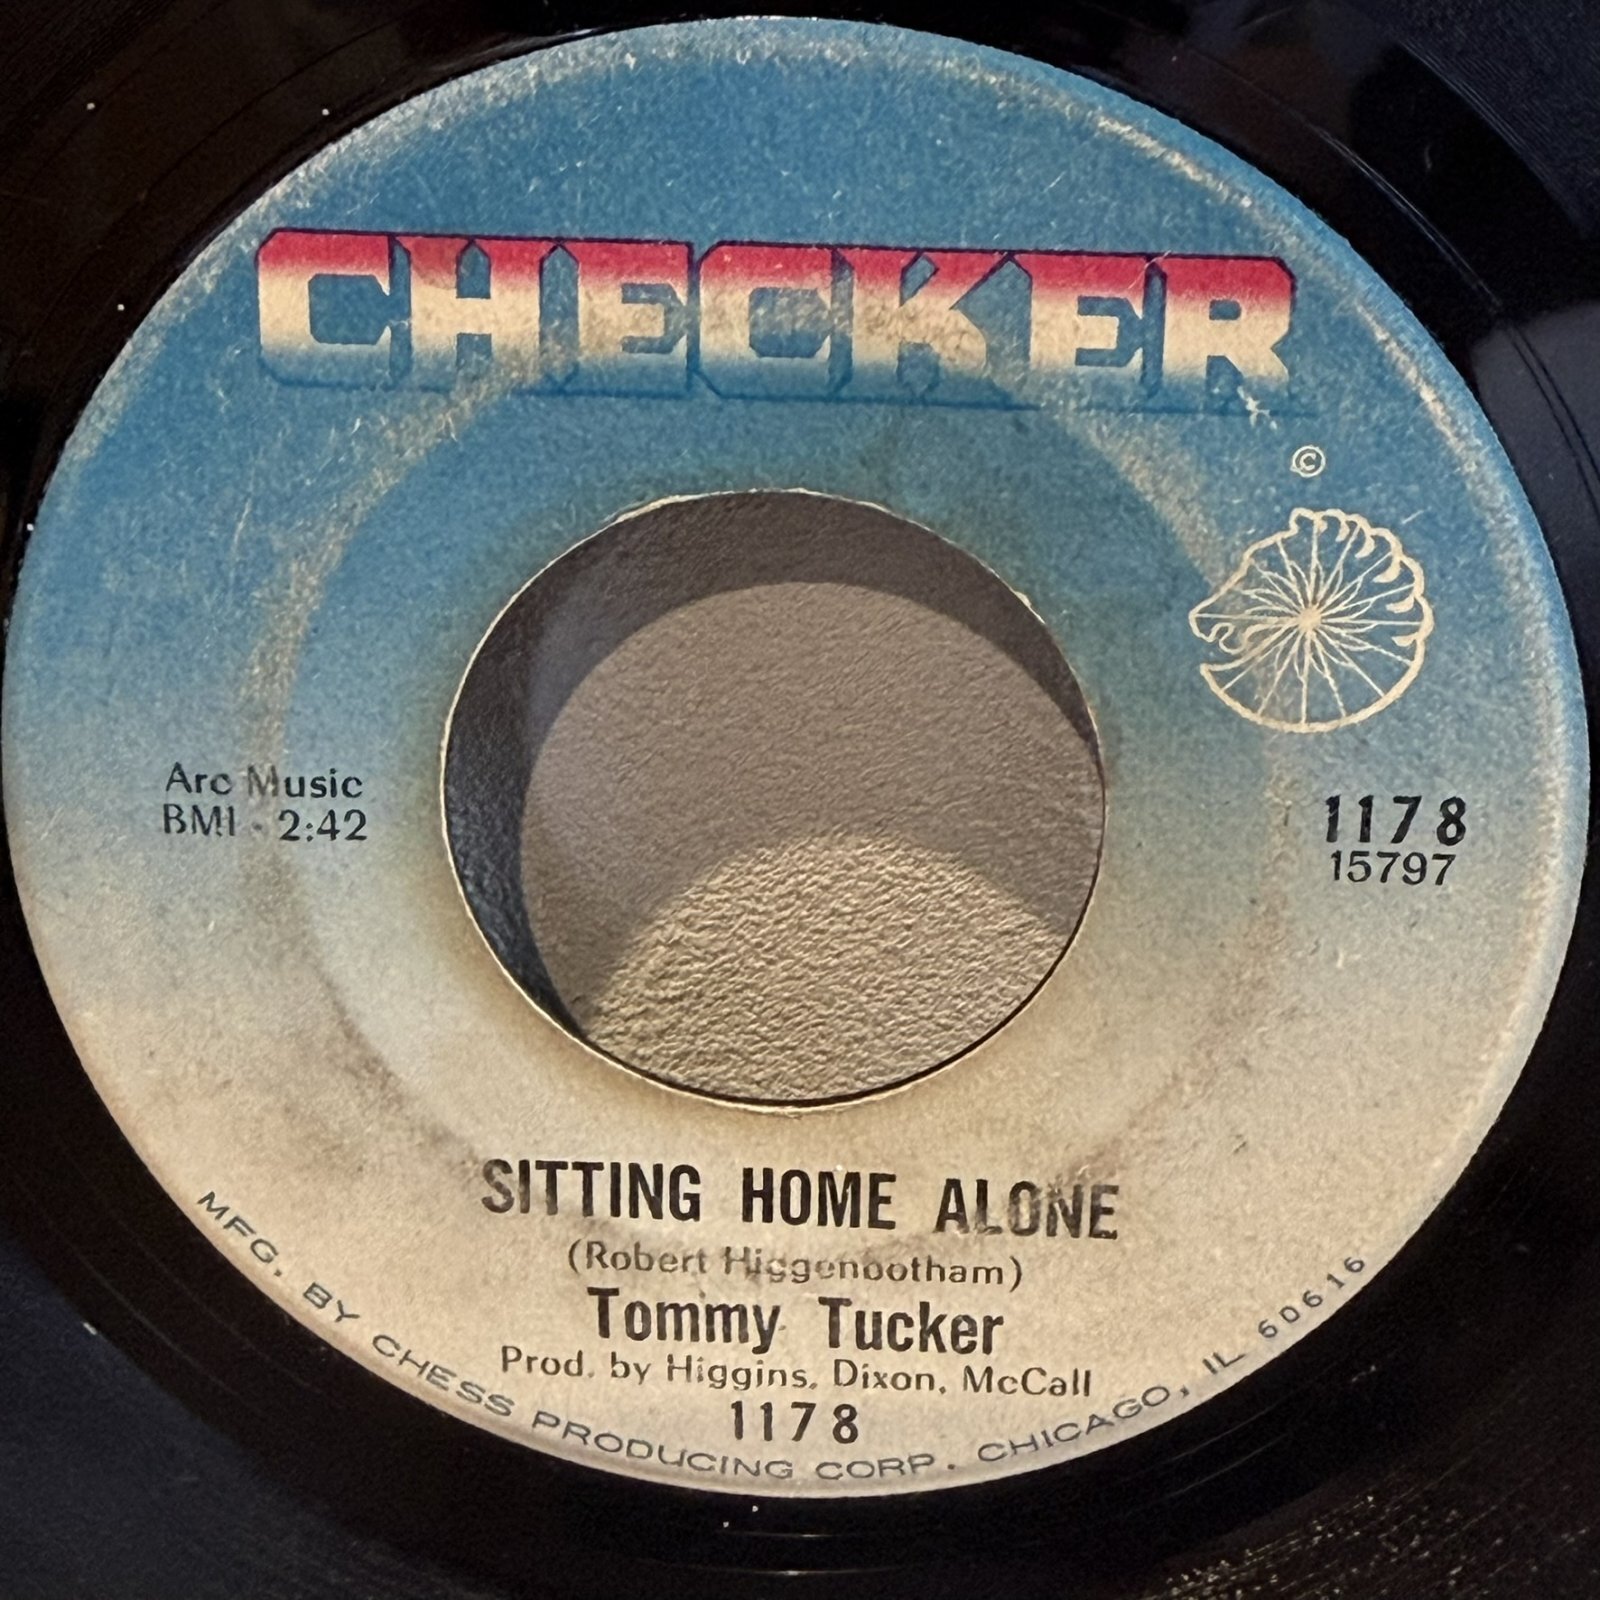 CHECKER
©
Arc Music
BMI - 2:42
1178
15797
SITTING HOME ALONE
(Robert Higgenbotham)
Tommy Tucker
Prod. by Higgins, Dixon, McCall
1178
MFG. BY CHESS PRODUCING CORP. CHICAGO, IL 60616